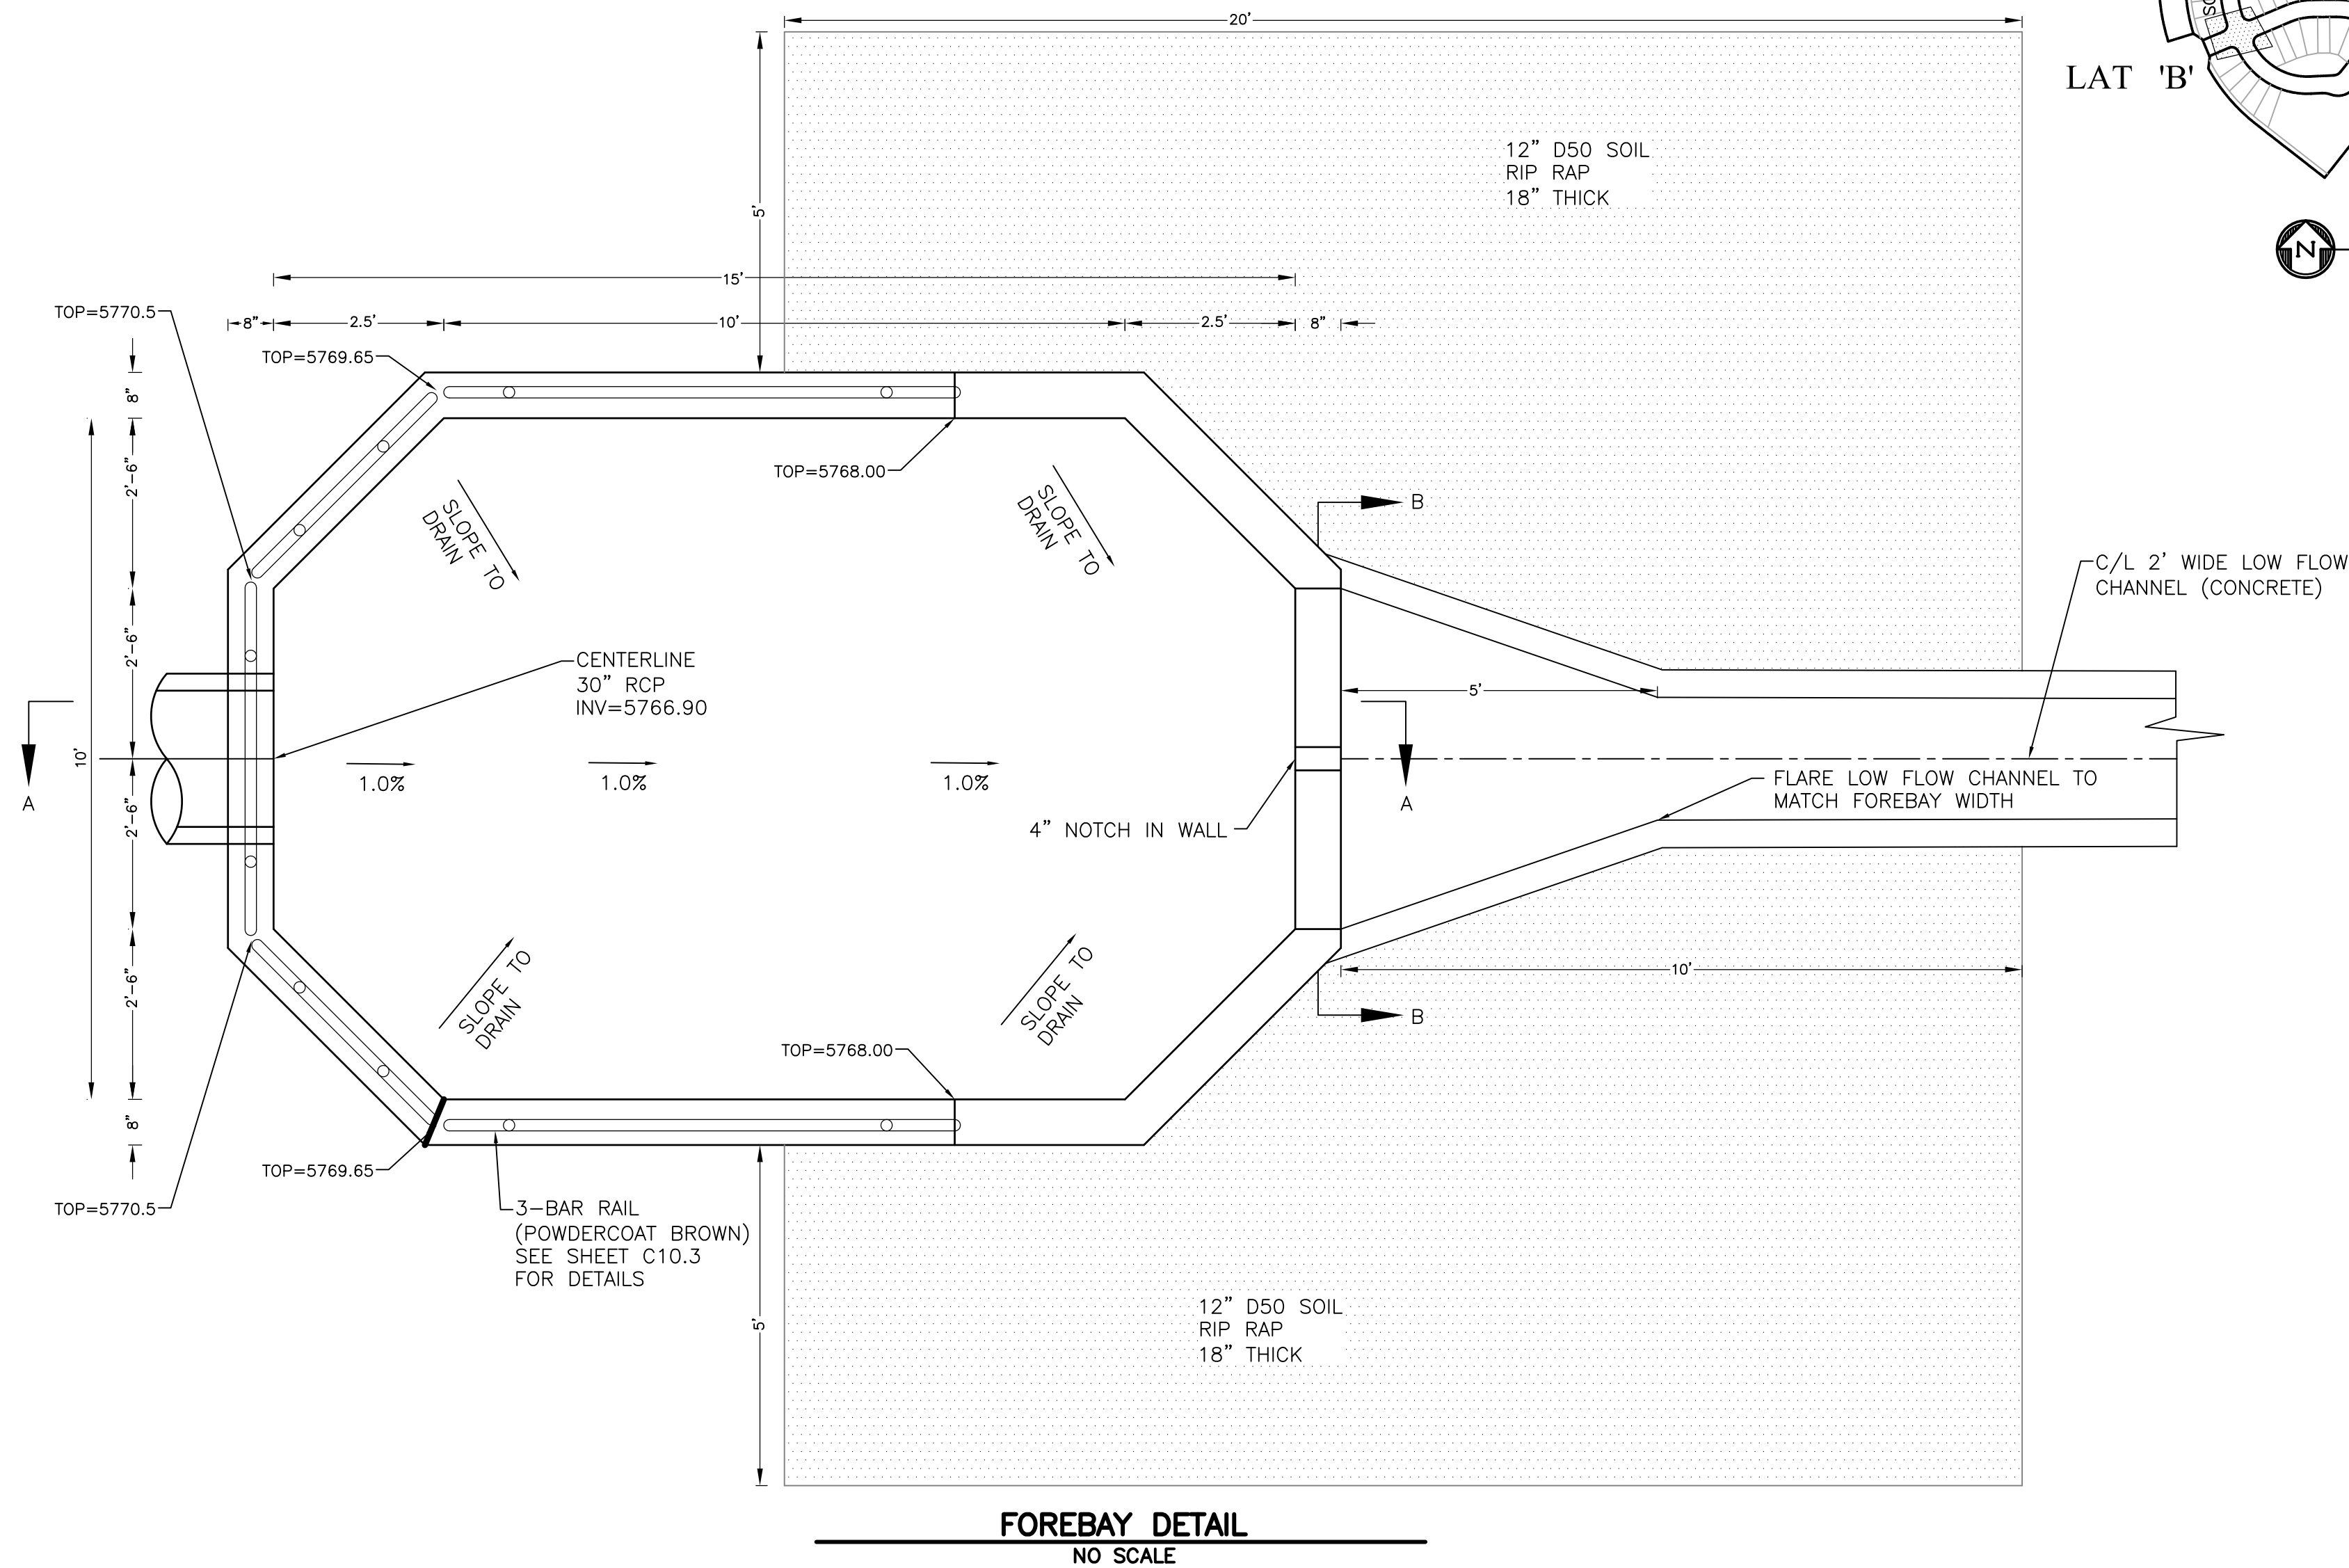 20'
SC
LAT 'B'
5'
12" D50 SOIL
RIP RAP
18" THICK
N
15'
TOP=5770.5
8"
2.5'
10'
2.5'
8"
TOP=5769.65
8"
2'-6"
TOP=5768.00
SLOPE TO
DRAIN
SLOPE TO
DRAIN
B
C/L 2' WIDE LOW FLOW
CHANNEL (CONCRETE)
2'-6"
CENTERLINE
30" RCP
INV=5766.90
5'
10'
A
1.0%
1.0%
1.0%
A
FLARE LOW FLOW CHANNEL TO
MATCH FOREBAY WIDTH
2'-6"
4" NOTCH IN WALL
2'-6"
SLOPE TO
DRAIN
SLOPE TO
DRAIN
10'
B
TOP=5768.00
8"
TOP=5769.65
TOP=5770.5
3-BAR RAIL
(POWDERCOAT BROWN)
SEE SHEET C10.3
FOR DETAILS
5'
12" D50 SOIL
RIP RAP
18" THICK
FOREBAY DETAIL
NO SCALE